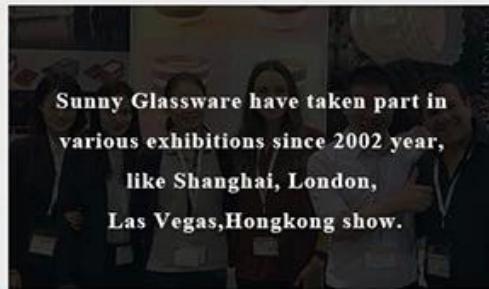 Sunny Glassware have taken part in
various exhibitions since 2002 year,
like Shanghai, London,
Las Vegas,Hongkong show.